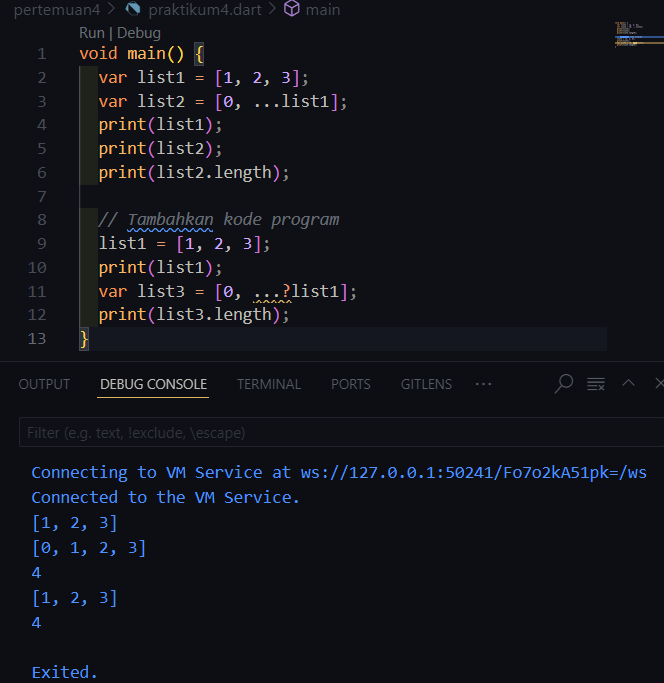 pertemuan4 > praktikum4.dart > main
Run | Debug
1 void main() {
2 var list1 = [1, 2, 3];
3 var list2 = [0, ...list1];
4 print(list1);
5 print(list2);
6 print(list2.length);
7
8 // Tambahkan kode program
9 list1 = [1, 2, 3];
10 print(list1);
11 var list3 = [0, ...?list1];
12 print(list3.length);
13 }
OUTPUT DEBUG CONSOLE TERMINAL PORTS GITLENS ...
Filter (e.g. text, !exclude, \escape)
Connecting to VM Service at ws://127.0.0.1:50241/Fo7o2kA51pk=/ws
Connected to the VM Service.
[1, 2, 3]
[0, 1, 2, 3]
4
[1, 2, 3]
4
Exited.